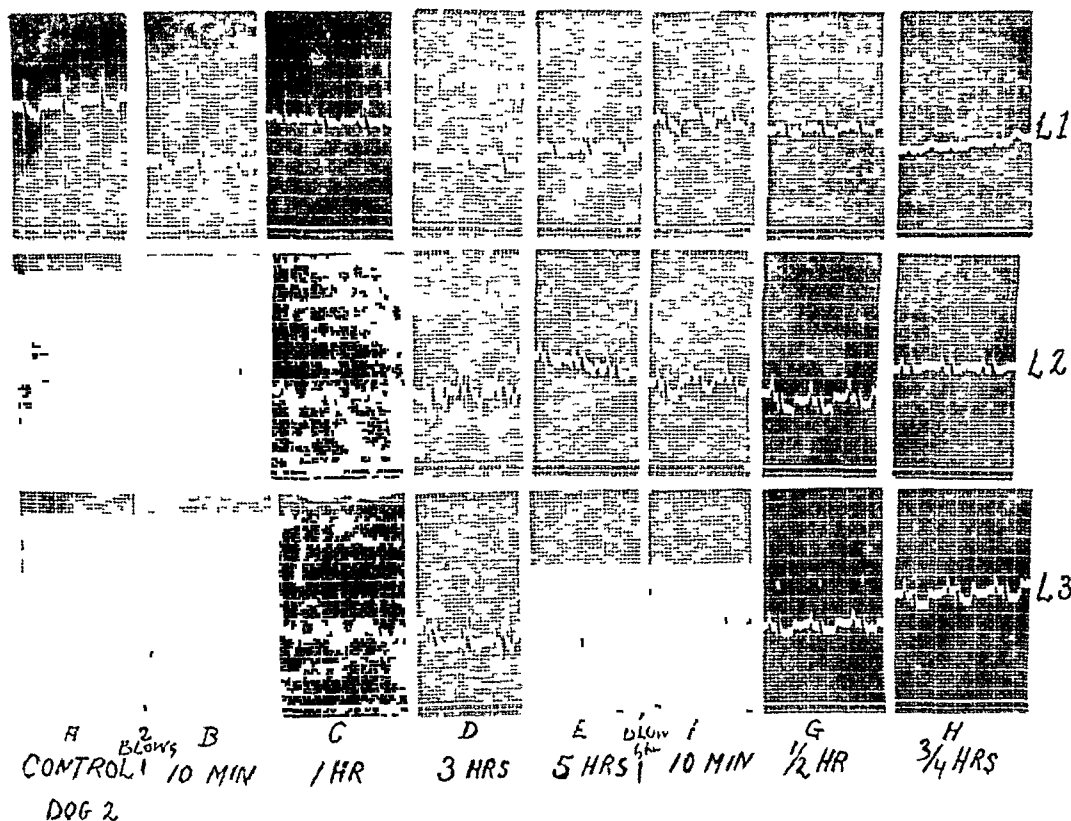 L1
L2
L3
A 2 BLOWS B C D E BLOW G H
CONTROL 10 MIN 1 HR 3 HRS 5 HRS 10 MIN 1/2 HR 3/4 HRS
DOG 2